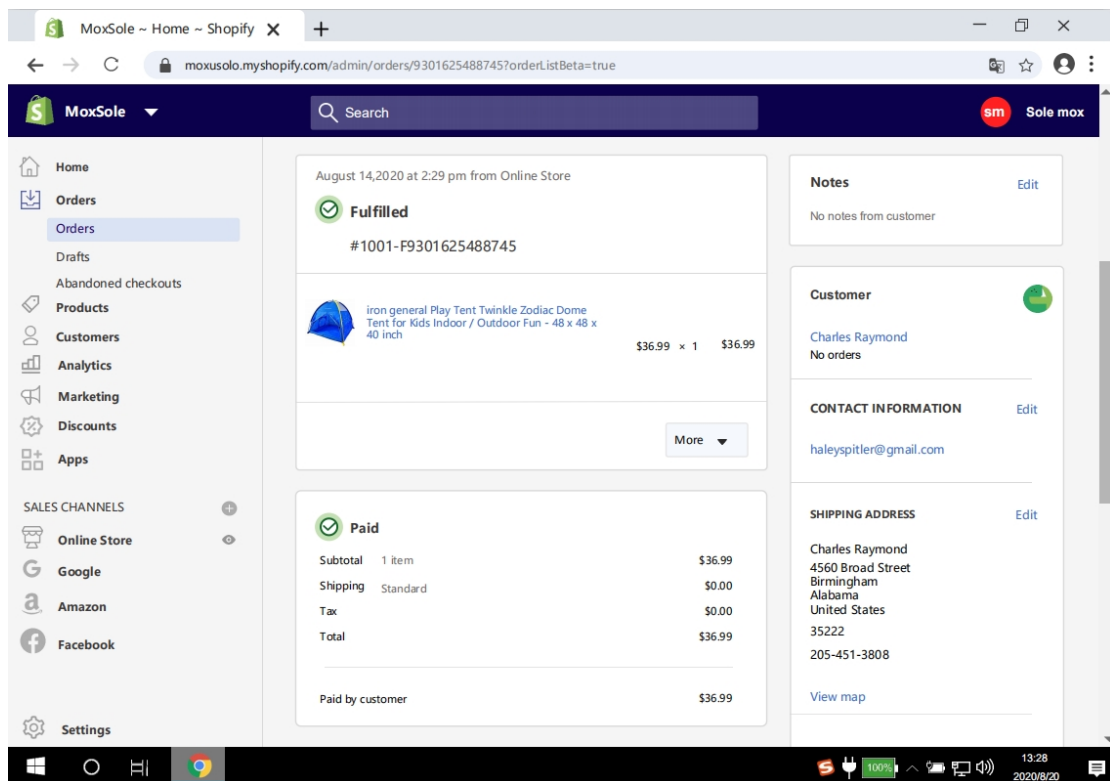 MoxSole ~ Home ~ Shopify
moxusolo.myshopify.com/admin/orders/9301625488745?orderListBeta=true
MoxSole
Search
sm
Sole mox
Home
Orders
Orders
Drafts
Abandoned checkouts
Products
Customers
Analytics
Marketing
Discounts
Apps
SALES CHANNELS
Online Store
Google
Amazon
Facebook
Settings
August 14,2020 at 2:29 pm from Online Store
Fulfilled
#1001-F9301625488745
iron general Play Tent Twinkle Zodiac Dome
Tent for Kids Indoor / Outdoor Fun - 48 x 48 x
40 inch
$36.99 × 1 $36.99
More
Paid
Subtotal 1 item $36.99
Shipping Standard $0.00
Tax $0.00
Total $36.99
Paid by customer $36.99
Notes Edit
No notes from customer
Customer
Charles Raymond
No orders
CONTACT INFORMATION Edit
haleyspitler@gmail.com
SHIPPING ADDRESS Edit
Charles Raymond
4560 Broad Street
Birmingham
Alabama
United States
35222
205-451-3808
View map
100%
13:28
2020/8/20